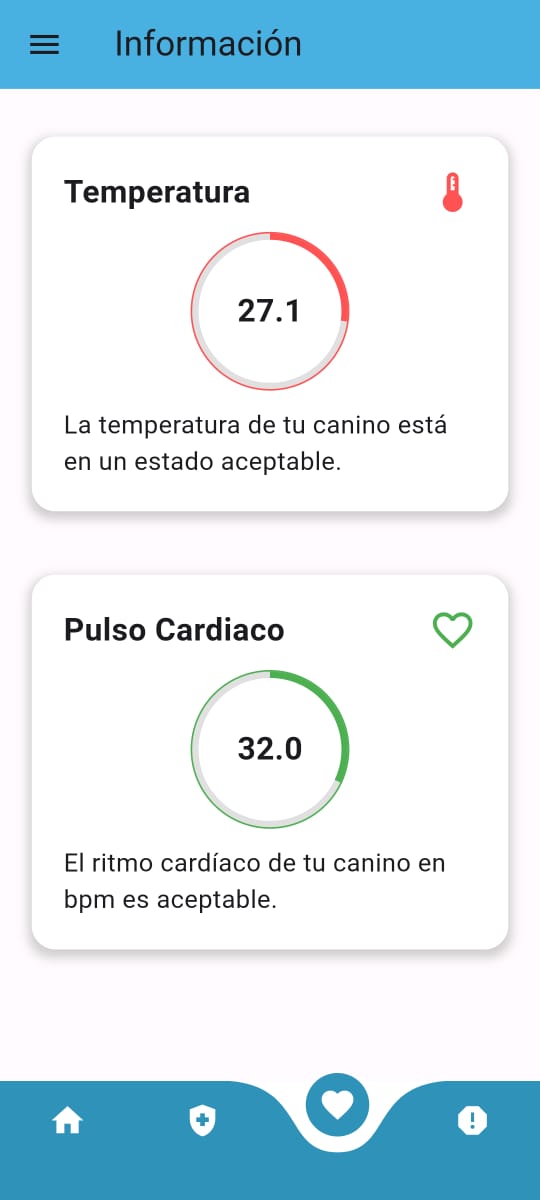 Información
Temperatura
27.1
La temperatura de tu canino está
en un estado aceptable.
Pulso Cardiaco
32.0
El ritmo cardíaco de tu canino en
bpm es aceptable.